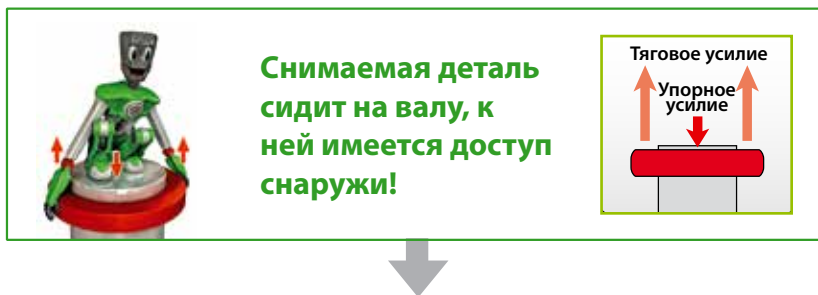 Снимаемая деталь
сидит на валу, к
ней имеется доступ
снаружи!
Тяговое усилие
Упорное
усилие